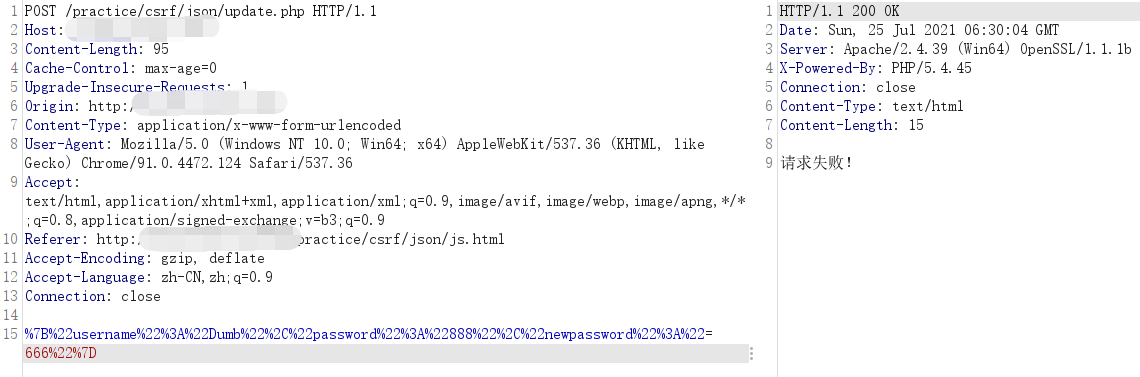 1 POST /practice/csrf/json/update.php HTTP/1.1
2 Host:
3 Content-Length: 95
4 Cache-Control: max-age=0
5 Upgrade-Insecure-Requests: 1
6 Origin: http:/
7 Content-Type: application/x-www-form-urlencoded
8 User-Agent: Mozilla/5.0 (Windows NT 10.0; Win64; x64) AppleWebKit/537.36 (KHTML, like
Gecko) Chrome/91.0.4472.124 Safari/537.36
9 Accept:
text/html,application/xhtml+xml,application/xml;q=0.9,image/avif,image/webp,image/apng,*/*
;q=0.8,application/signed-exchange;v=b3;q=0.9
10 Referer: http:/ practice/csrf/json/js.html
11 Accept-Encoding: gzip, deflate
12 Accept-Language: zh-CN,zh;q=0.9
13 Connection: close
14
15 %7B%22username%22%3A%22Dumb%22%2C%22password%22%3A%22888%22%2C%22newpassword%22%3A%22=
666%22%7D
1 HTTP/1.1 200 OK
2 Date: Sun, 25 Jul 2021 06:30:04 GMT
3 Server: Apache/2.4.39 (Win64) OpenSSL/1.1.1b
4 X-Powered-By: PHP/5.4.45
5 Connection: close
6 Content-Type: text/html
7 Content-Length: 15
8
9 请求失败!